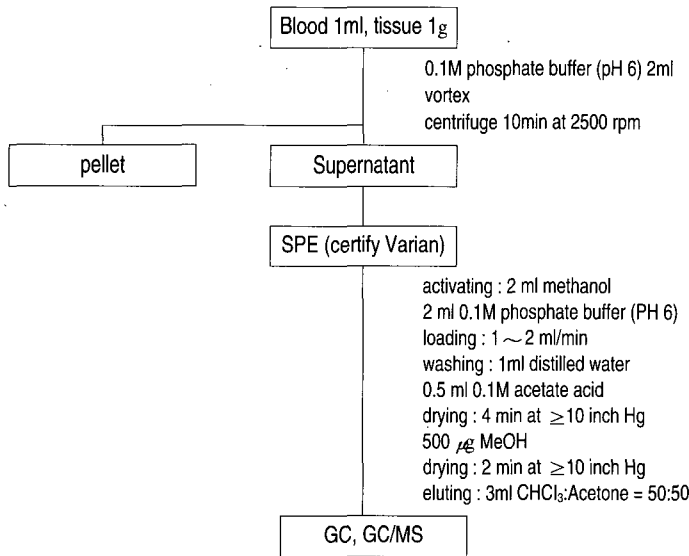 Blood 1ml, tissue 1g
0.1M phosphate buffer (pH 6) 2ml
vortex
centrifuge 10min at 2500 rpm
pellet
Supernatant
SPE (certify Varian)
activating : 2 ml methanol
2 ml 0.1M phosphate buffer (PH 6)
loading : 1 ～ 2 ml/min
washing : 1ml distilled water
0.5 ml 0.1M acetate acid
drying : 4 min at ≥10 inch Hg
500 μg MeOH
drying : 2 min at ≥10 inch Hg
eluting : 3ml CHCl₃:Acetone = 50:50
GC, GC/MS